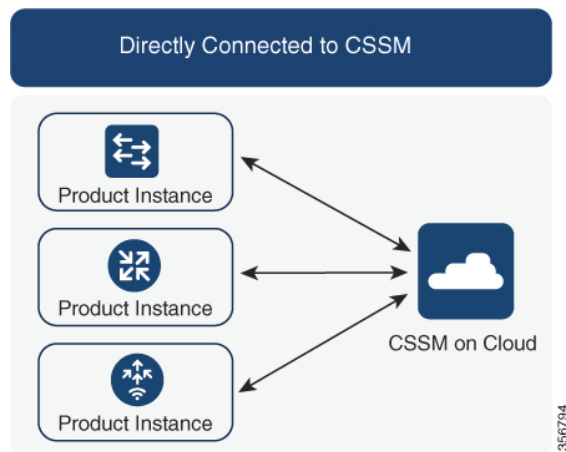 Directly Connected to CSSM
Product Instance
Product Instance
CSSM on Cloud
Product Instance
356794